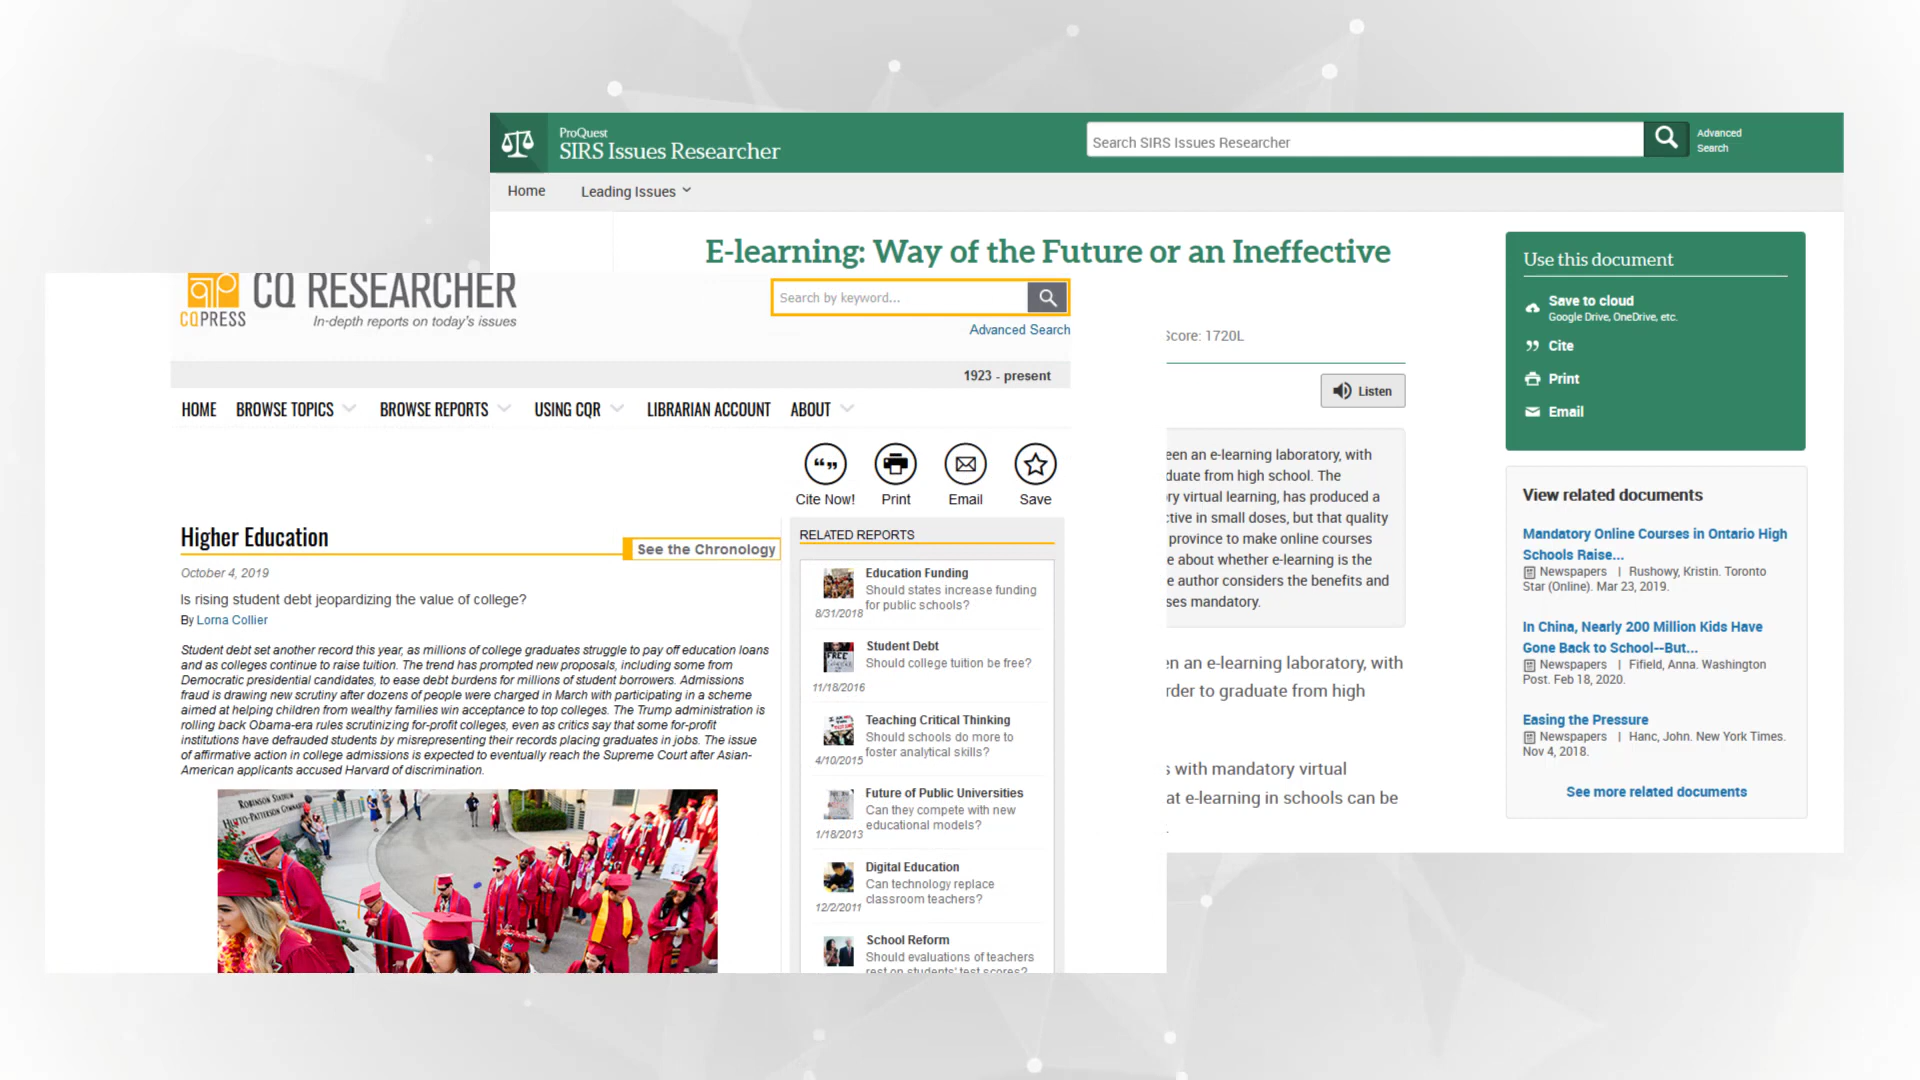 ProQuest
SIRS Issues Researcher
Search SIRS Issues Researcher
Advanced
Search
Home
Leading Issues
E-learning: Way of the Future or an Ineffective
Score: 1720L
Listen
een an e-learning laboratory, with
duate from high school. The
ry virtual learning, has produced a
ctive in small doses, but that quality
province to make online courses
e about whether e-learning is the
e author considers the benefits and
ses mandatory.
en an e-learning laboratory, with
rder to graduate from high
s with mandatory virtual
at e-learning in schools can be
Use this document
Save to cloud
Google Drive, OneDrive, etc.
Cite
Print
Email
View related documents
Mandatory Online Courses in Ontario High
Schools Raise...
Newspapers | Rushowy, Kristin. Toronto
Star (Online). Mar 23, 2019.
In China, Nearly 200 Million Kids Have
Gone Back to School--But...
Newspapers | Fifield, Anna. Washington
Post. Feb 18, 2020.
Easing the Pressure
Newspapers | Hanc, John. New York Times.
Nov 4, 2018.
See more related documents
CQPRESS
CQ RESEARCHER
In-depth reports on today's issues
Search by keyword...
Advanced Search
1923 - present
HOME BROWSE TOPICS BROWSE REPORTS USING CQR LIBRARIAN ACCOUNT ABOUT
Cite Now! Print Email Save
Higher Education
See the Chronology
October 4, 2019
Is rising student debt jeopardizing the value of college?
By Lorna Collier
Student debt set another record this year, as millions of college graduates struggle to pay off education loans
and as colleges continue to raise tuition. The trend has prompted new proposals, including some from
Democratic presidential candidates, to ease debt burdens for millions of student borrowers. Admissions
fraud is drawing new scrutiny after dozens of people were charged in March with participating in a scheme
aimed at helping children from wealthy families win acceptance to top colleges. The Trump administration is
rolling back Obama-era rules scrutinizing for-profit colleges, even as critics say that some for-profit
institutions have defrauded students by misrepresenting their records placing graduates in jobs. The issue
of affirmative action in college admissions is expected to eventually reach the Supreme Court after Asian-
American applicants accused Harvard of discrimination.
ROBINSON STADIUM
HUTTO-PATTERSON GYMNASIUM
RELATED REPORTS
Education Funding
Should states increase funding
for public schools?
8/31/2018
Student Debt
Should college tuition be free?
11/18/2016
Teaching Critical Thinking
Should schools do more to
foster analytical skills?
4/10/2015
Future of Public Universities
Can they compete with new
educational models?
1/18/2013
Digital Education
Can technology replace
classroom teachers?
12/2/2011
School Reform
Should evaluations of teachers
rest on students' test scores?